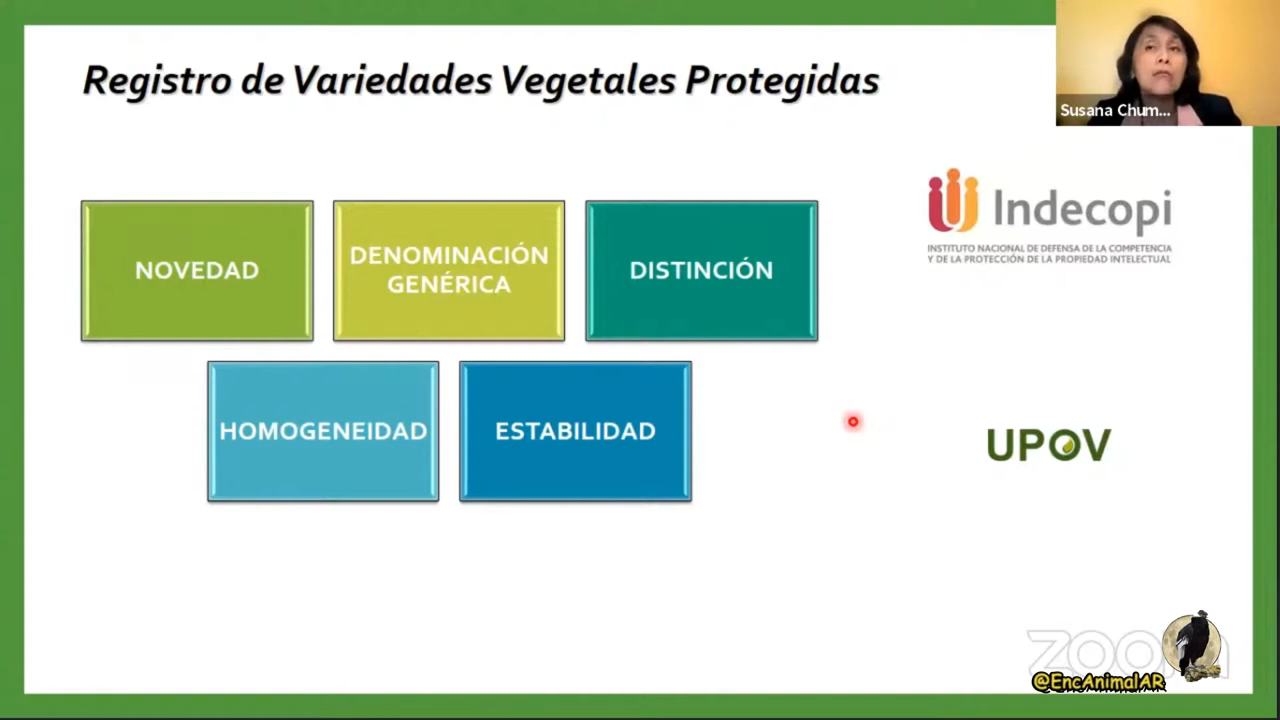 Registro de Variedades Vegetales Protegidas
Susana Chum...
Indecopi
INSTITUTO NACIONAL DE DEFENSA DE LA COMPETENCIA
Y DE LA PROTECCIÓN DE LA PROPIEDAD INTELECTUAL
NOVEDAD
DENOMINACIÓN
GENÉRICA
DISTINCIÓN
HOMOGENEIDAD
ESTABILIDAD
UPOV
zoom
@EncAnimalAR